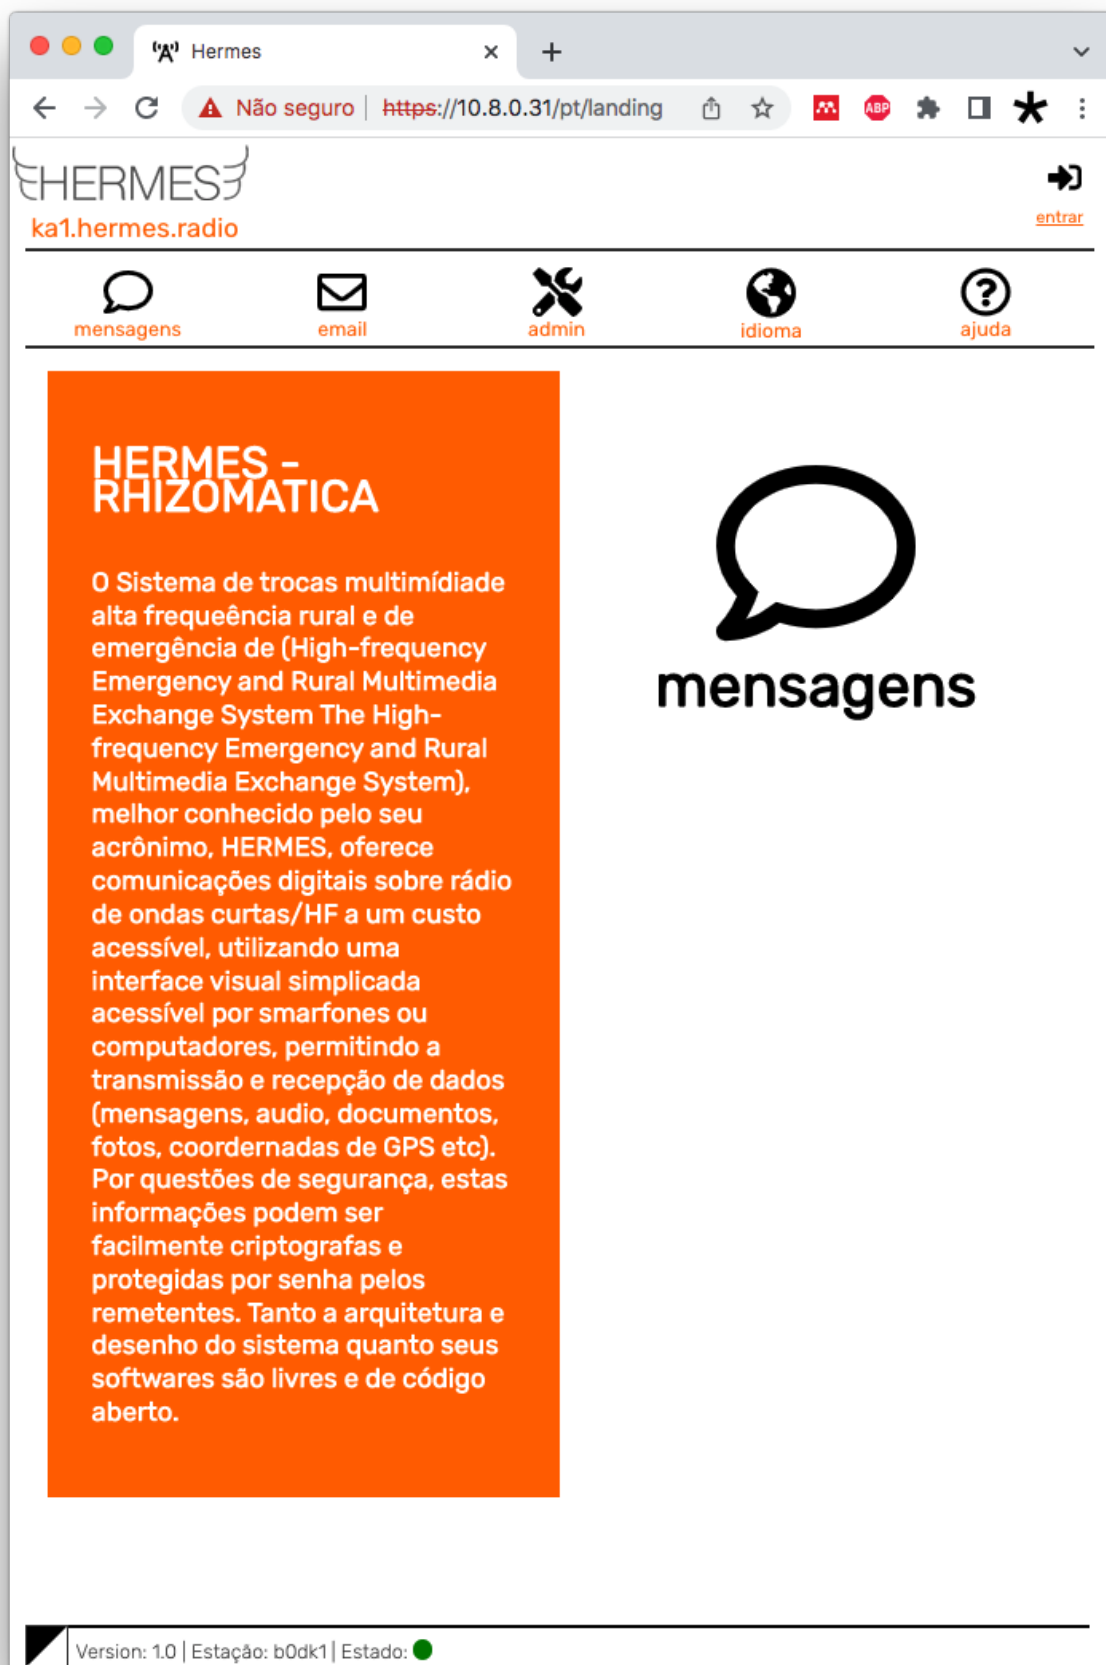 Hermes
Não seguro | https://10.8.0.31/pt/landing
ABP
HERMES
ka1.hermes.radio
entrar
mensagens
email
admin
idioma
ajuda
HERMES -
RHIZOMATICA
O Sistema de trocas multimídiade
alta frequeência rural e de
emergência de (High-frequency
Emergency and Rural Multimedia
Exchange System The High-
frequency Emergency and Rural
Multimedia Exchange System),
melhor conhecido pelo seu
acrônimo, HERMES, oferece
comunicações digitais sobre rádio
de ondas curtas/HF a um custo
acessível, utilizando uma
interface visual simplicada
acessível por smarfones ou
computadores, permitindo a
transmissão e recepção de dados
(mensagens, audio, documentos,
fotos, coordernadas de GPS etc).
Por questões de segurança, estas
informações podem ser
facilmente criptografas e
protegidas por senha pelos
remetentes. Tanto a arquitetura e
desenho do sistema quanto seus
softwares são livres e de código
aberto.
mensagens
Version: 1.0 | Estação: b0dk1 | Estado: